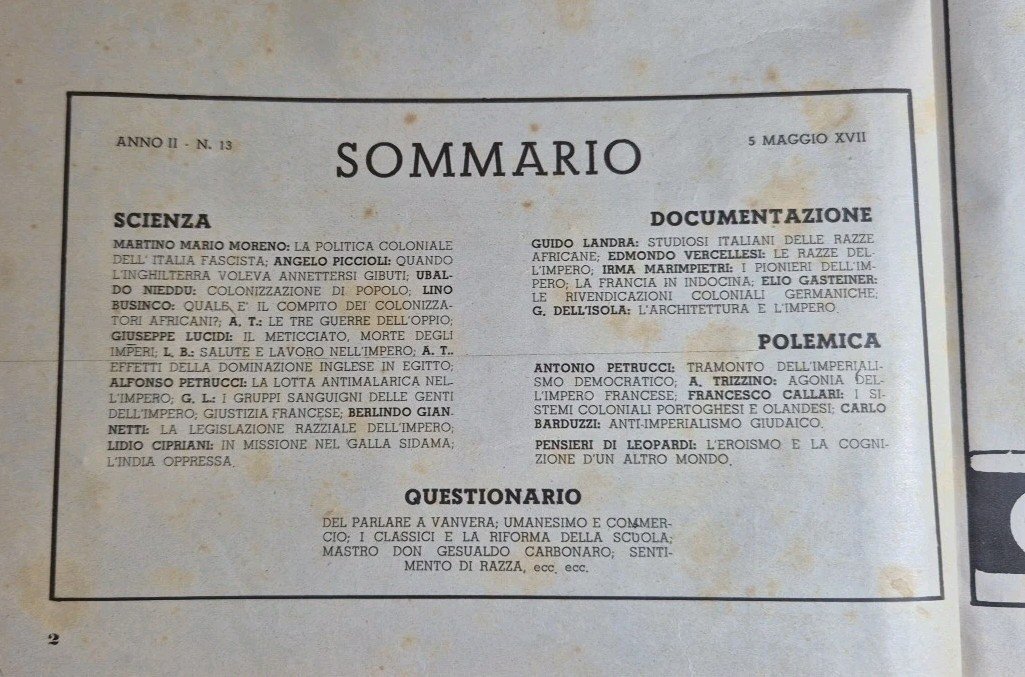 ANNO II - N. 13
SOMMARIO
5 MAGGIO XVII
SCIENZA
MARTINO MARIO MORENO: LA POLITICA COLONIALE
DELL' ITALIA FASCISTA; ANGELO PICCIOLI: QUANDO
L'INGHILTERRA VOLEVA ANNETTERSI GIBUTI; UBAL-
DO NIEDDU: COLONIZZAZIONE DI POPOLO; LINO
BUSINCO: QUALE E' IL COMPITO DEI COLONIZZA-
TORI AFRICANI?; A. T.: LE TRE GUERRE DELL'OPPIO;
GIUSEPPE LUCIDI: IL METICCIATO, MORTE DEGLI
IMPERI; L. B.: SALUTE E LAVORO NELL'IMPERO; A. T..
EFFETTI DELLA DOMINAZIONE INGLESE IN EGITTO;
ALFONSO PETRUCCI: LA LOTTA ANTIMALARICA NEL-
L'IMPERO; G. L.: I GRUPPI SANGUIGNI DELLE GENTI
DELL'IMPERO; GIUSTIZIA FRANCESE; BERLINDO GIAN-
NETTI: LA LEGISLAZIONE RAZZIALE DELL'IMPERO;
LIDIO CIPRIANI: IN MISSIONE NEL GALLA SIDAMA;
L'INDIA OPPRESSA.
DOCUMENTAZIONE
GUIDO LANDRA: STUDIOSI ITALIANI DELLE RAZZE
AFRICANE; EDMONDO VERCELLESI: LE RAZZE DEL-
L'IMPERO; IRMA MARIMPIETRI: I PIONIERI DELL'IM-
PERO; LA FRANCIA IN INDOCINA; ELIO GASTEINER:
LE RIVENDICAZIONI COLONIALI GERMANICHE;
G. DELL'ISOLA: L'ARCHITETTURA E L'IMPERO.
POLEMICA
ANTONIO PETRUCCI: TRAMONTO DELL'IMPERIALI-
SMO DEMOCRATICO; A. TRIZZINO: AGONIA DEL-
L'IMPERO FRANCESE; FRANCESCO CALLARI: I SI-
STEMI COLONIALI PORTOGHESI E OLANDESI; CARLO
BARDUZZI: ANTI-IMPERIALISMO GIUDAICO.
PENSIERI DI LEOPARDI: L'EROISMO E LA COGNI-
ZIONE D'UN ALTRO MONDO.
QUESTIONARIO
DEL PARLARE A VANVERA; UMANESIMO E COMMER-
CIO; I CLASSICI E LA RIFORMA DELLA SCUOLA;
MASTRO DON GESUALDO CARBONARO; SENTI-
MENTO DI RAZZA, ecc. ecc.
2